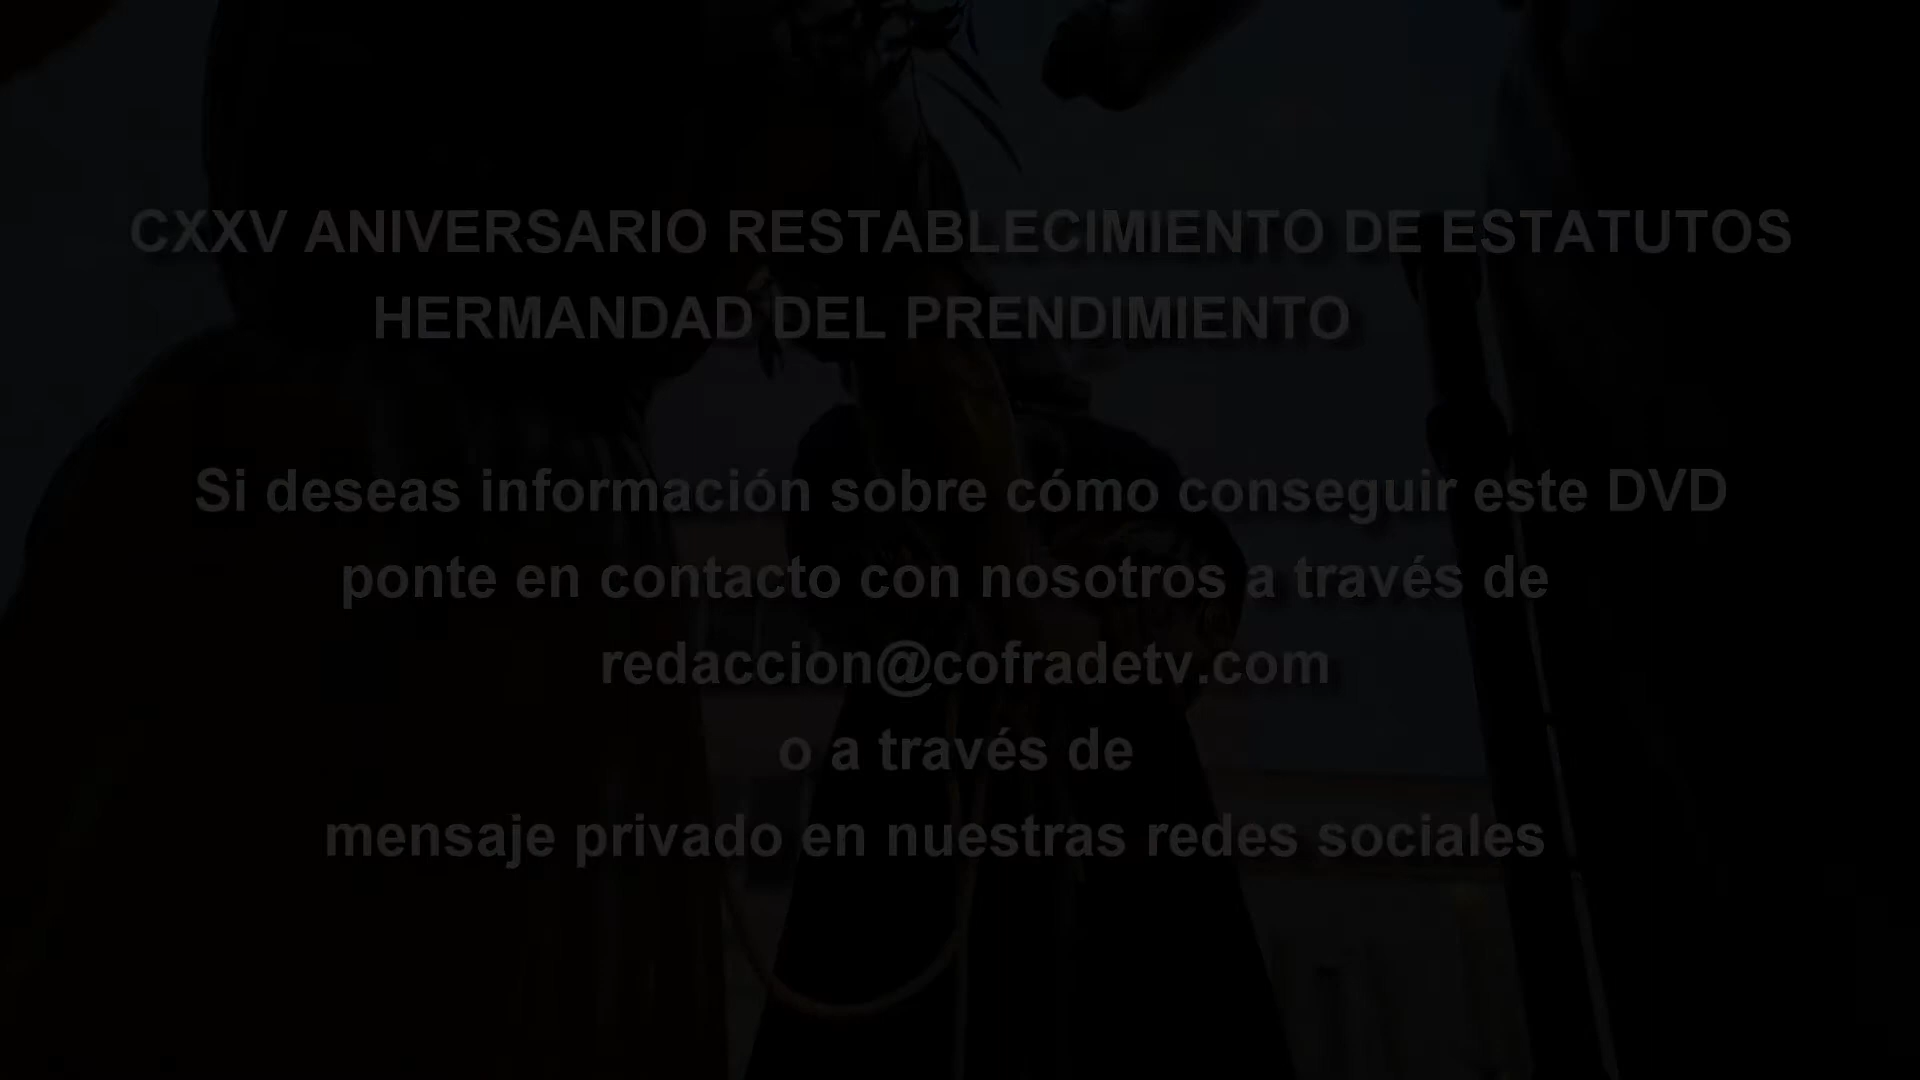 CXXV ANIVERSARIO RESTABLECIMIENTO DE ESTATUTOS
HERMANDAD DEL PRENDIMIENTO
Si deseas información sobre cómo conseguir este DVD
ponte en contacto con nosotros a través de
redaccion@cofradetv.com
o a través de
mensaje privado en nuestras redes sociales